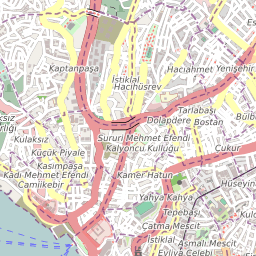 Kaptanpaşa
İstiklal
Hacıhüsrev
Hacıahmet
Yenişehir
Tarlabaşı
Dolapdere
Bostan
Bülb
Kulaksız
Sururi Mehmet Efendi
Kalyoncu Kulluğu
Çukur
Küçük Piyale
Kasımpaşa
Kadı Mehmet Efendi
Camiikebir
Kamer Hatun
Hüseyin
Yahya Kahya
Tepebaşı
Çatma Mescit
İstiklal
Asmalı Mescit
Evliya Çelebi